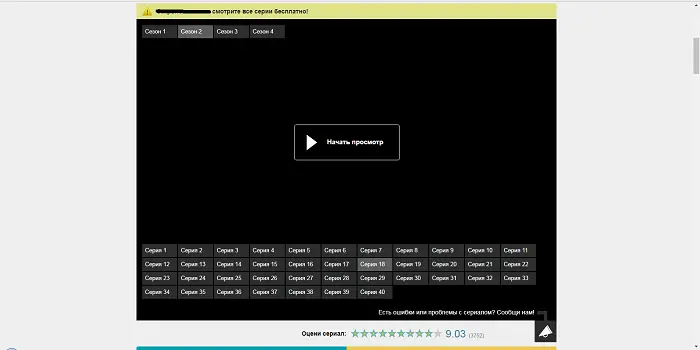 смотрите все серии бесплатно!
Сезон 1 Сезон 2 Сезон 3 Сезон 4
Начать просмотр
Серия 1 Серия 2 Серия 3 Серия 4 Серия 5 Серия 6 Серия 7 Серия 8 Серия 9 Серия 10 Серия 11
Серия 12 Серия 13 Серия 14 Серия 15 Серия 16 Серия 17 Серия 18 Серия 19 Серия 20 Серия 21 Серия 22
Серия 23 Серия 24 Серия 25 Серия 26 Серия 27 Серия 28 Серия 29 Серия 30 Серия 31 Серия 32 Серия 33
Серия 34 Серия 35 Серия 36 Серия 37 Серия 38 Серия 39 Серия 40
Есть ошибки или проблемы с сериалом? Сообщи нам!
Оцени сериал: 9.03 (3752)